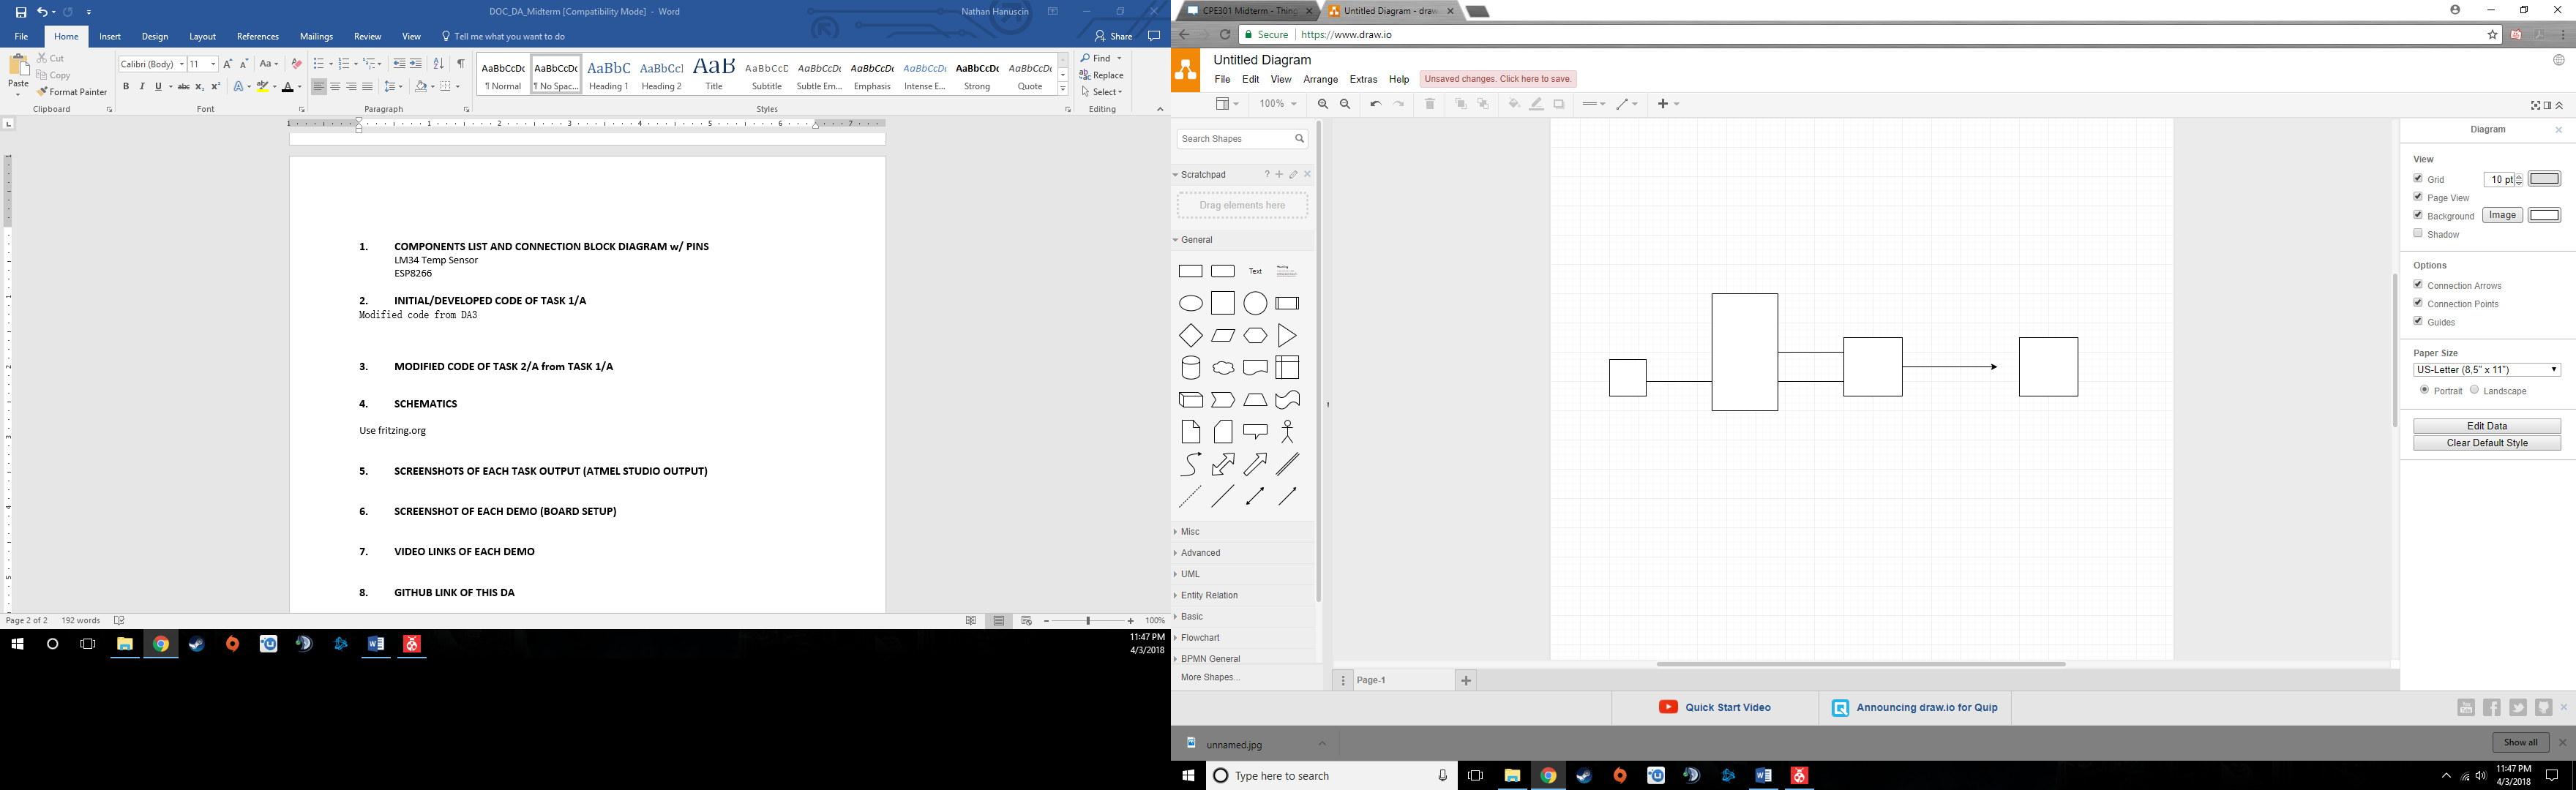 DOC_DA_Midterm [Compatibility Mode] - Word
Nathan Hanuscin
File Home Insert Design Layout References Mailings Review View Tell me what you want to do Share
Paste
Cut
Copy
Format Painter
Calibri (Body) 11
AaBbCcDc AaBbCcDc AaBbC AaBbCcI AaB AaBbCcD AaBbCcDc AaBbCcDc AaBbCcDc AaBbCcDc AaBbCcDc
¶ Normal ¶ No Spac... Heading 1 Heading 2 Title Subtitle Subtle Em... Emphasis Intense E... Strong Quote
Find
Replace
Select
Clipboard Font Paragraph Styles Editing
1. COMPONENTS LIST AND CONNECTION BLOCK DIAGRAM w/ PINS
LM34 Temp Sensor
ESP8266
2. INITIAL/DEVELOPED CODE OF TASK 1/A
Modified code from DA3
3. MODIFIED CODE OF TASK 2/A from TASK 1/A
4. SCHEMATICS
Use fritzing.org
5. SCREENSHOTS OF EACH TASK OUTPUT (ATMEL STUDIO OUTPUT)
6. SCREENSHOT OF EACH DEMO (BOARD SETUP)
7. VIDEO LINKS OF EACH DEMO
8. GITHUB LINK OF THIS DA
Page 2 of 2 192 words 100%
11:47 PM
4/3/2018
CPE301 Midterm - Thing Untitled Diagram - draw.
Secure https://www.draw.io
Untitled Diagram
File Edit View Arrange Extras Help Unsaved changes. Click here to save.
100%
Search Shapes
Scratchpad ?
Drag elements here
General
Text
Misc
Advanced
UML
Entity Relation
Basic
Flowchart
BPMN General
More Shapes...
Page-1
Diagram
View
Grid 10 pt
Page View
Background Image
Shadow
Options
Connection Arrows
Connection Points
Guides
Paper Size
US-Letter (8,5" x 11")
Portrait Landscape
Edit Data
Clear Default Style
Quick Start Video Announcing draw.io for Quip
unnamed.jpg
Show all
Type here to search
11:47 PM
4/3/2018